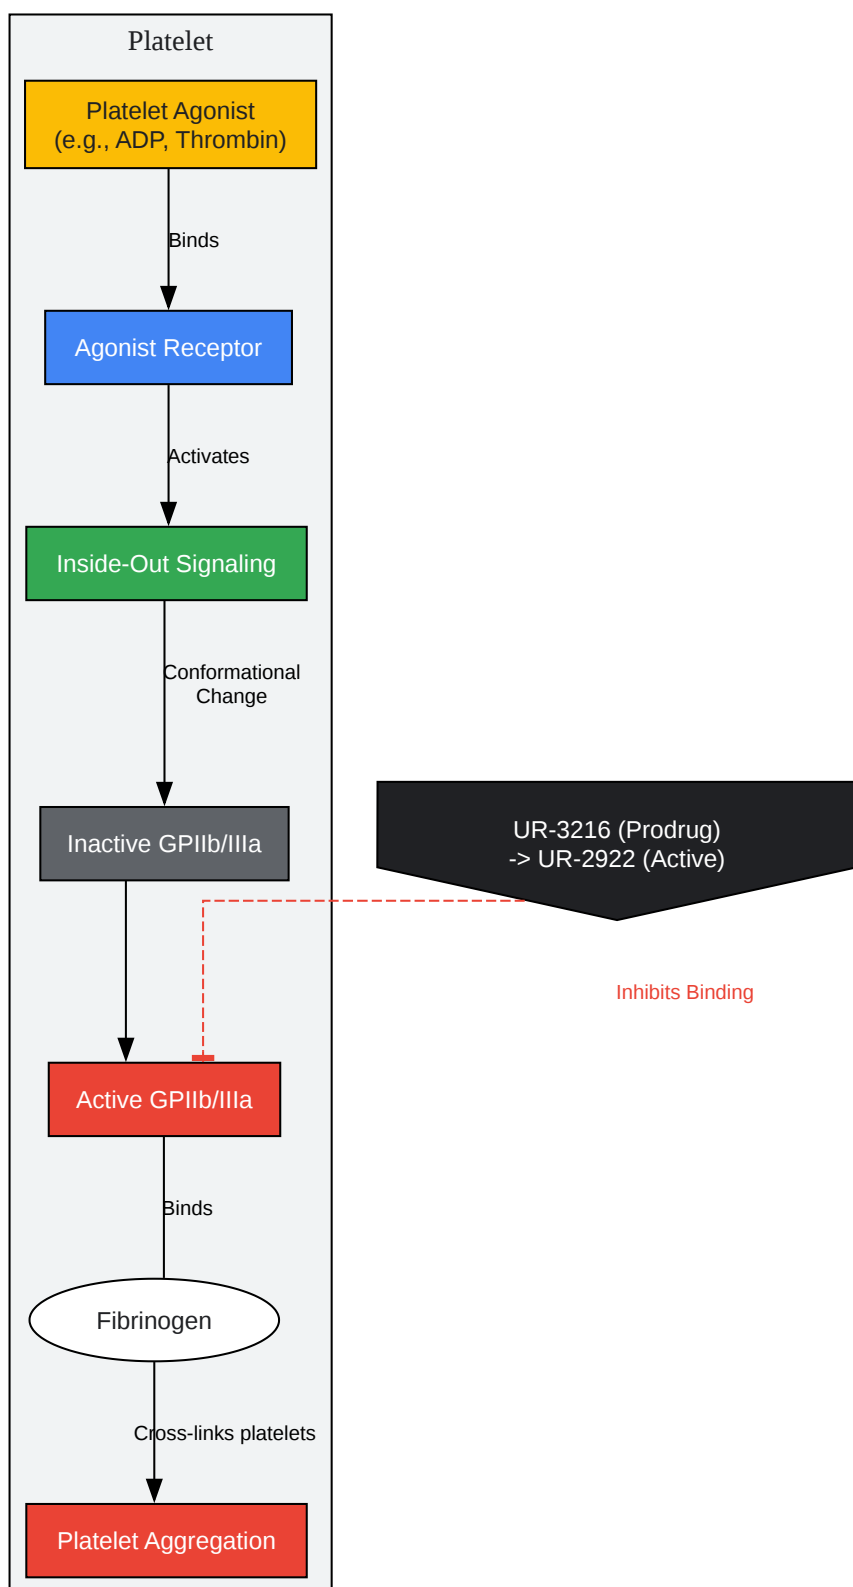 Platelet
Platelet Agonist
(e.g., ADP, Thrombin)
Binds
Agonist Receptor
Activates
Inside-Out Signaling
Conformational
Change
Inactive GPIIb/IIIa
UR-3216 (Prodrug)
-> UR-2922 (Active)
Inhibits Binding
Active GPIIb/IIIa
Binds
Fibrinogen
Cross-links platelets
Platelet Aggregation